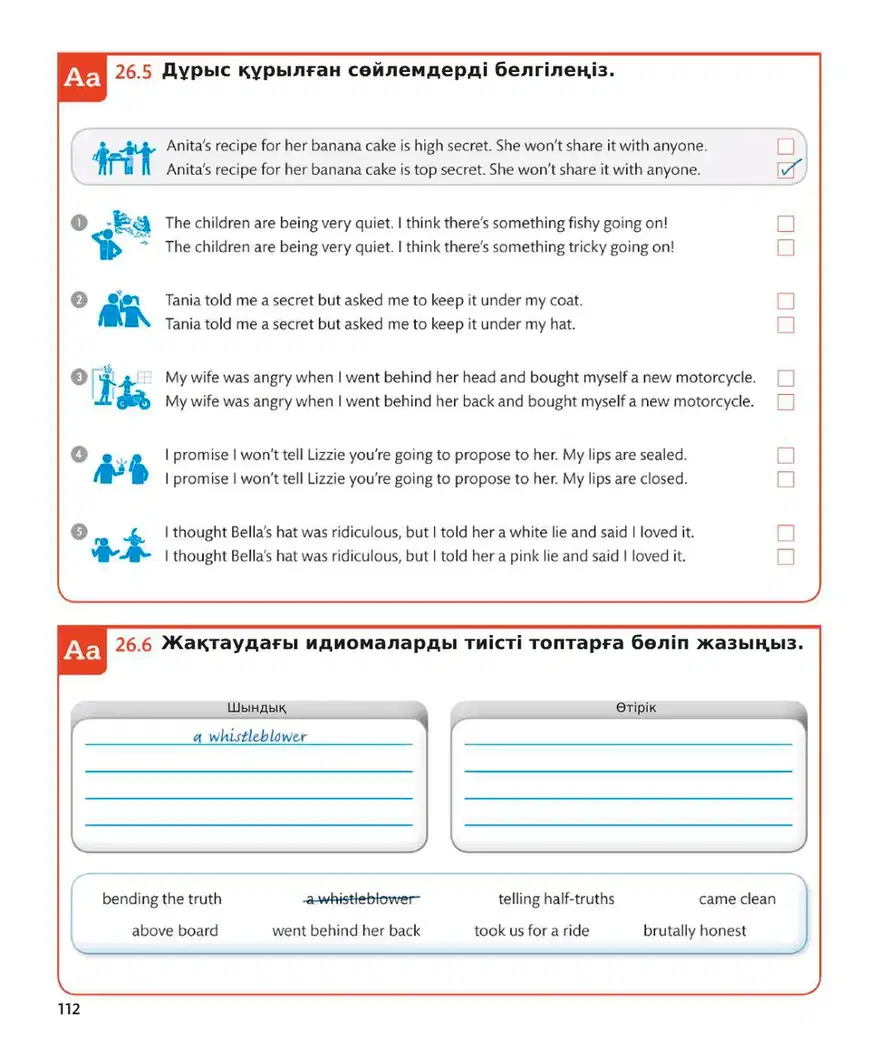 Aa 26.5 Дұрыс құрылған сөйлемдерді белгілеңіз.
Anita's recipe for her banana cake is high secret. She won't share it with anyone.
Anita's recipe for her banana cake is top secret. She won't share it with anyone.
1 The children are being very quiet. I think there's something fishy going on!
The children are being very quiet. I think there's something tricky going on!
2 Tania told me a secret but asked me to keep it under my coat.
Tania told me a secret but asked me to keep it under my hat.
3 My wife was angry when I went behind her head and bought myself a new motorcycle.
My wife was angry when I went behind her back and bought myself a new motorcycle.
4 I promise I won't tell Lizzie you're going to propose to her. My lips are sealed.
I promise I won't tell Lizzie you're going to propose to her. My lips are closed.
5 I thought Bella's hat was ridiculous, but I told her a white lie and said I loved it.
I thought Bella's hat was ridiculous, but I told her a pink lie and said I loved it.
Aa 26.6 Жақтаудағы идиомаларды тиісті топтарға бөліп жазыңыз.
Шындық
a whistleblower
Өтірік
bending the truth a whistleblower telling half-truths came clean
above board went behind her back took us for a ride brutally honest
112